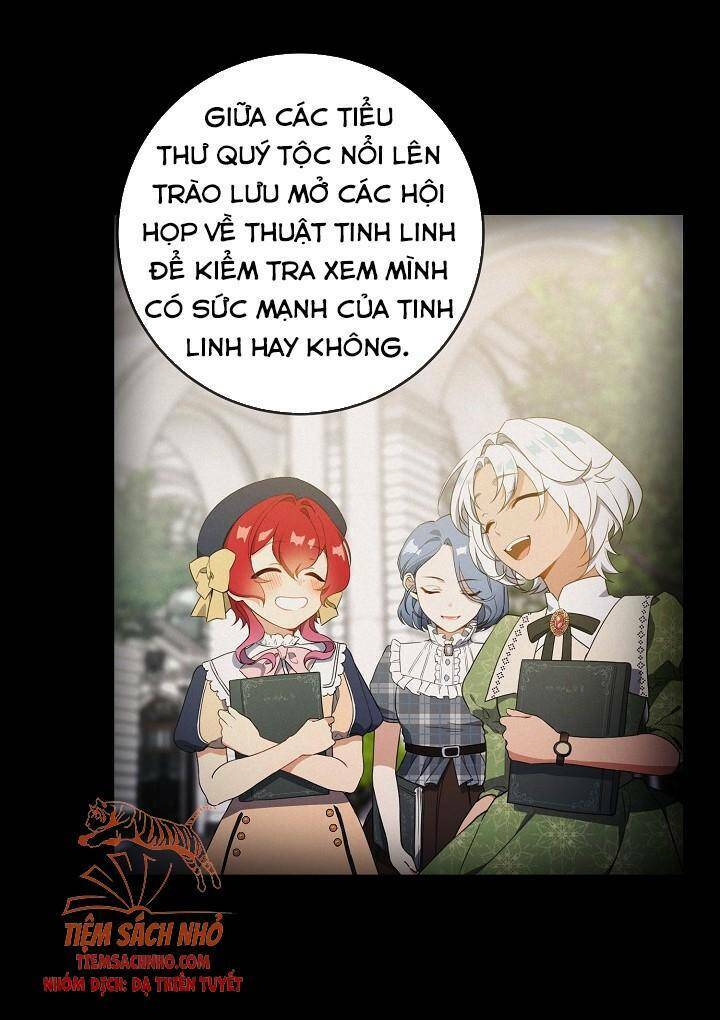 GIỮA CÁC TIỂU
THƯ QUÝ TỘC NỔI LÊN
TRÀO LƯU MỞ CÁC HỘI
HỌP VỀ THUẬT TINH LINH
ĐỂ KIỂM TRA XEM MÌNH
CÓ SỨC MẠNH CỦA TINH
LINH HAY KHÔNG.
TIỆM SÁCH NHỎ
TIEMSACHNHO.COM
NHÓM DỊCH: DẠ THIÊN TUYẾT